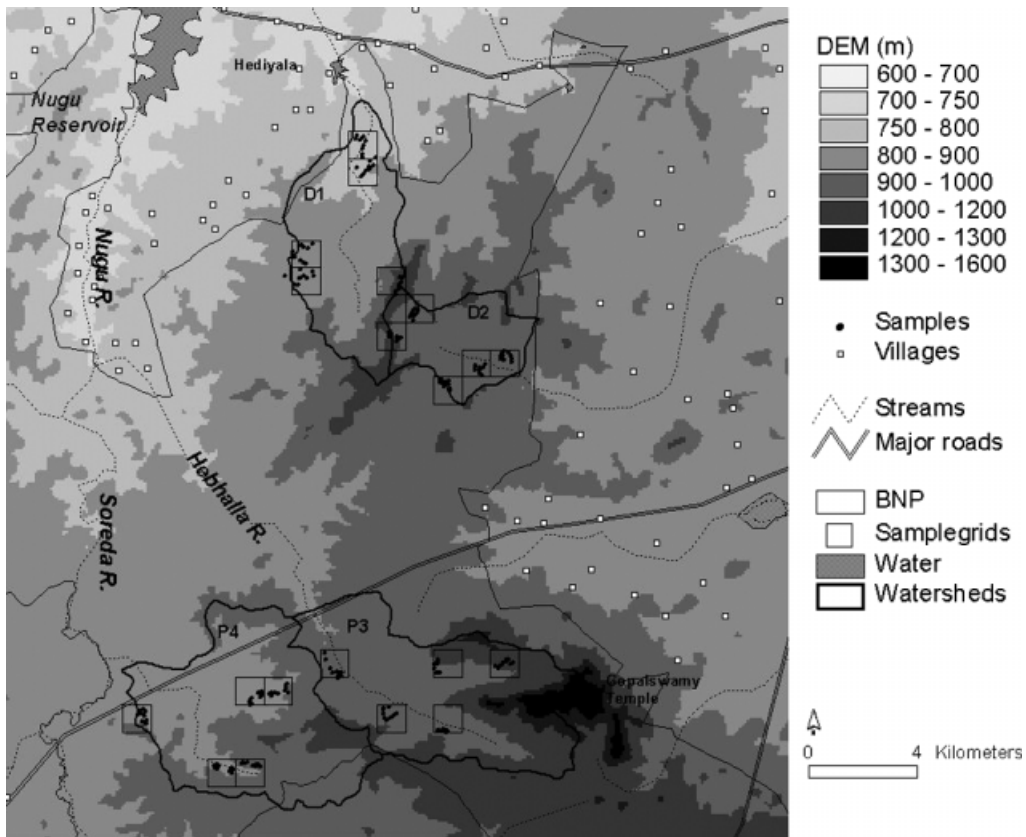 Hediyala
Nugu
Reservoir
D1
Nugu R.
D2
Hebhalla R.
Soreda R.
P4
P3
Gopalswamy
Temple
DEM (m)
600 - 700
700 - 750
750 - 800
800 - 900
900 - 1000
1000 - 1200
1200 - 1300
1300 - 1600
Samples
Villages
Streams
Major roads
BNP
Samplegrids
Water
Watersheds
0 4 Kilometers